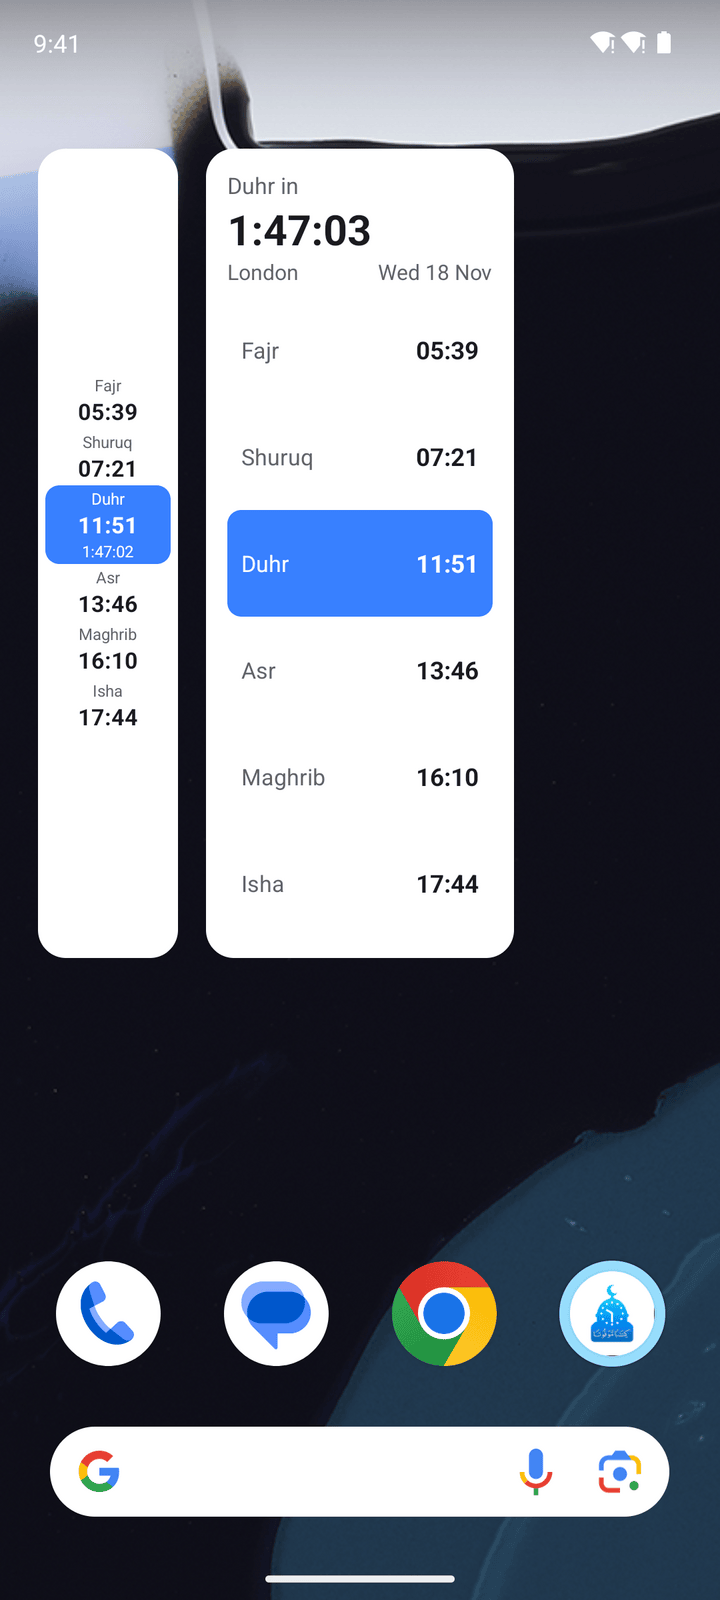 9:41
Fajr
05:39
Shuruq
07:21
Duhr
11:51
1:47:02
Asr
13:46
Maghrib
16:10
Isha
17:44
Duhr in
1:47:03
London Wed 18 Nov
Fajr 05:39
Shuruq 07:21
Duhr 11:51
Asr 13:46
Maghrib 16:10
Isha 17:44